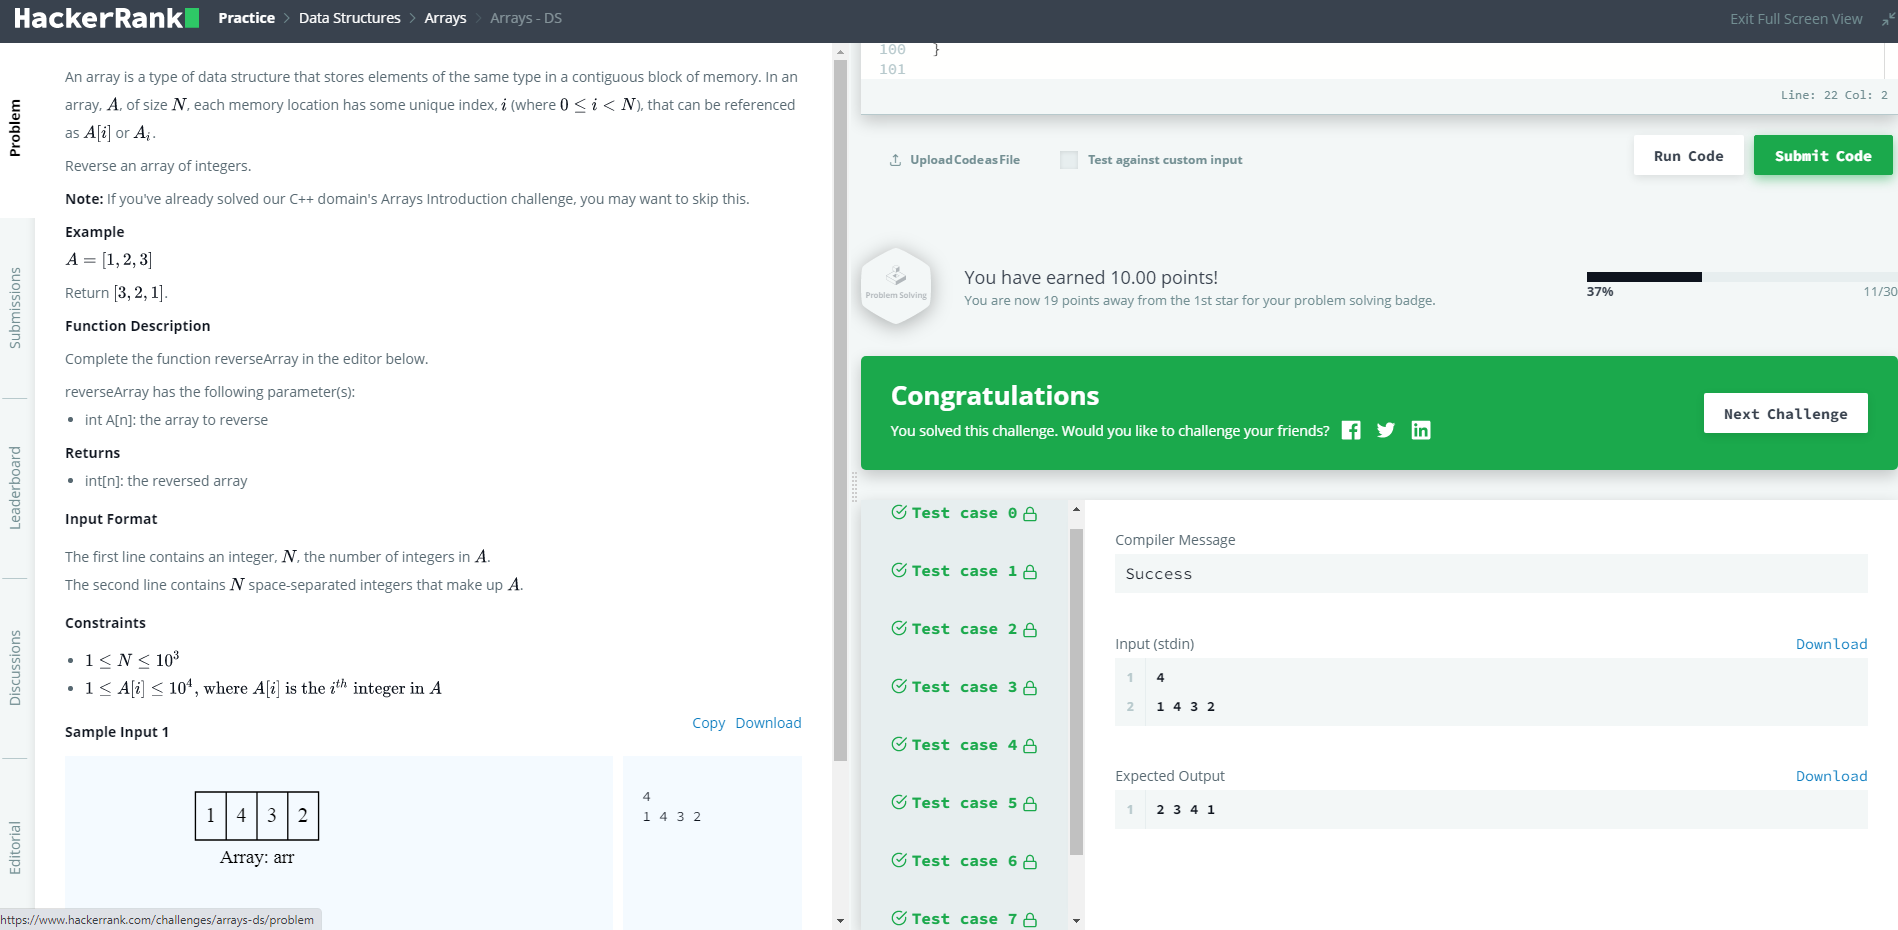 HackerRank
Practice > Data Structures > Arrays > Arrays - DS
Exit Full Screen View
Problem
Submissions
Leaderboard
Discussions
Editorial
An array is a type of data structure that stores elements of the same type in a contiguous block of memory. In an
array, A, of size N, each memory location has some unique index, i (where 0 ≤ i < N), that can be referenced
as A[i] or Aᵢ.
Reverse an array of integers.
Note: If you've already solved our C++ domain's Arrays Introduction challenge, you may want to skip this.
Example
A = [1, 2, 3]
Return [3, 2, 1].
Function Description
Complete the function reverseArray in the editor below.
reverseArray has the following parameter(s):
• int A[n]: the array to reverse
Returns
• int[n]: the reversed array
Input Format
The first line contains an integer, N, the number of integers in A.
The second line contains N space-separated integers that make up A.
Constraints
• 1 ≤ N ≤ 10³
• 1 ≤ A[i] ≤ 10⁴, where A[i] is the iᵗʰ integer in A
Sample Input 1
Copy Download
1 4 3 2
Array: arr
4
1 4 3 2
https://www.hackerrank.com/challenges/arrays-ds/problem
100 }
101
Line: 22 Col: 2
Upload Code as File
Test against custom input
Run Code
Submit Code
Problem Solving
You have earned 10.00 points!
You are now 19 points away from the 1st star for your problem solving badge.
37%
11/30
Congratulations
You solved this challenge. Would you like to challenge your friends?
Next Challenge
Test case 0
Test case 1
Test case 2
Test case 3
Test case 4
Test case 5
Test case 6
Test case 7
Compiler Message
Success
Input (stdin)
Download
1 4
2 1 4 3 2
Expected Output
Download
1 2 3 4 1